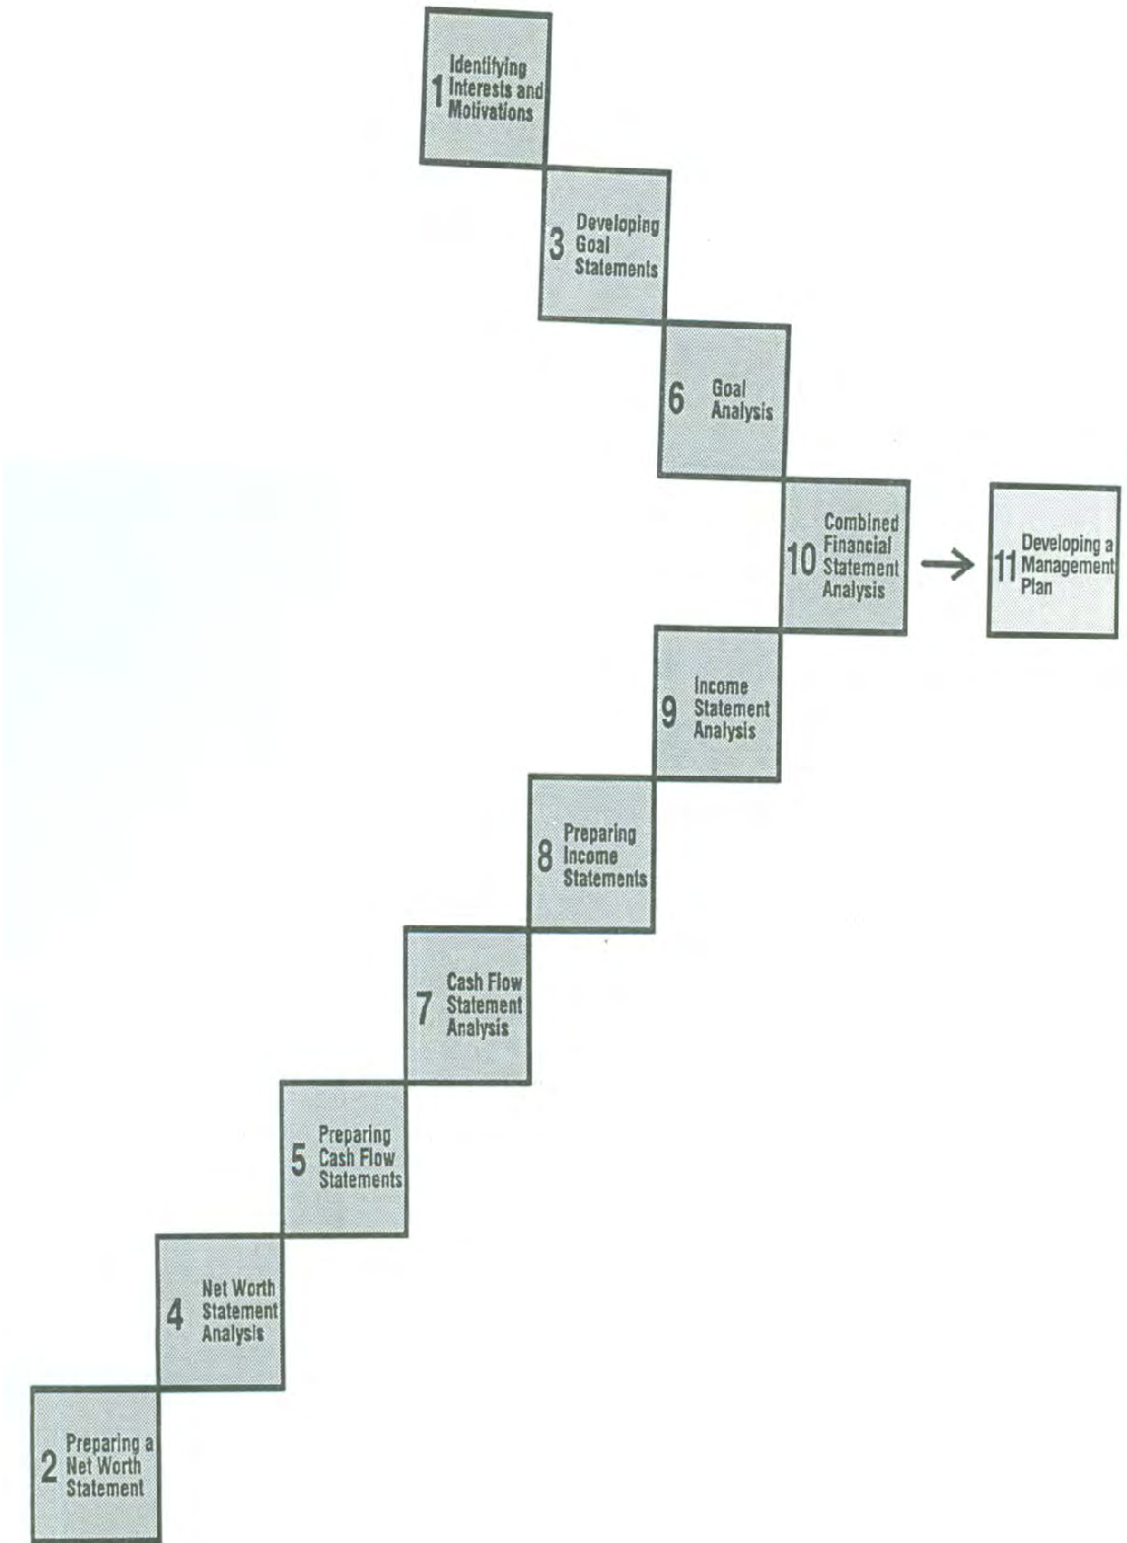 1
Identifying
Interests and
Motivations
3
Developing
Goal
Statements
6
Goal
Analysis
10
Combined
Financial
Statement
Analysis
11
Developing a
Management
Plan
9
Income
Statement
Analysis
8
Preparing
Income
Statements
7
Cash Flow
Statement
Analysis
5
Preparing
Cash Flow
Statements
4
Net Worth
Statement
Analysis
2
Preparing a
Net Worth
Statement